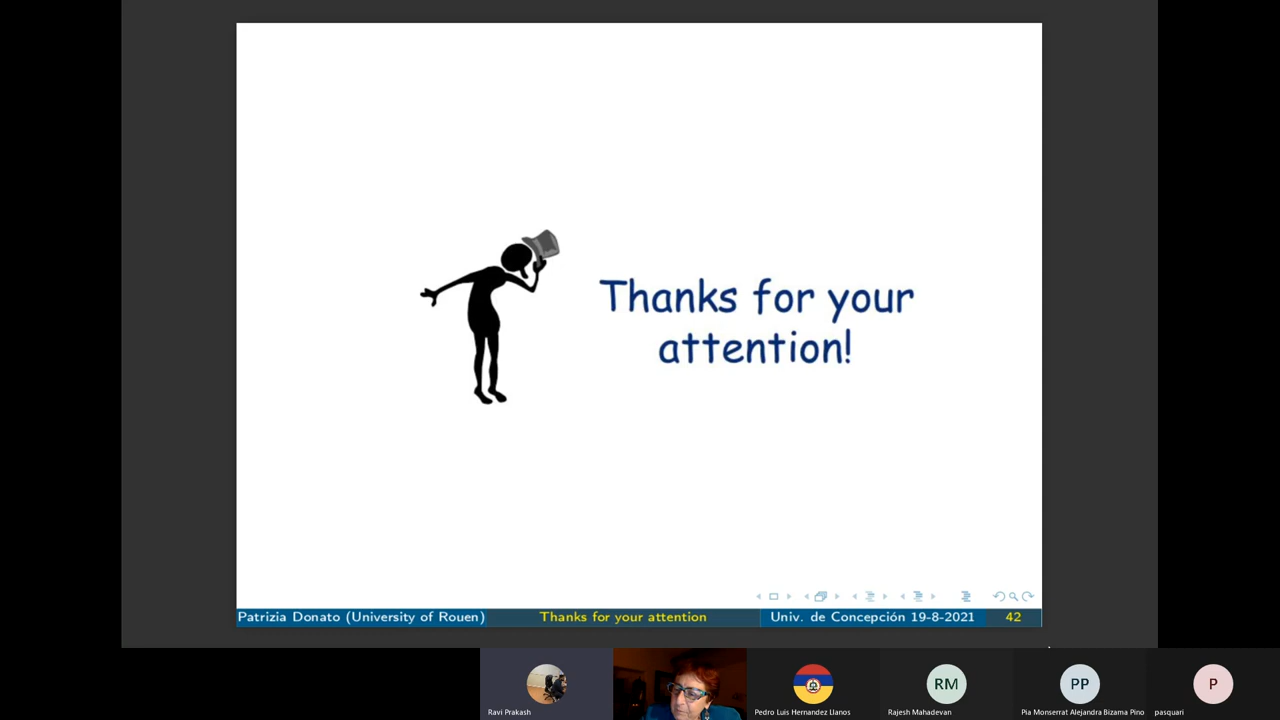 Thanks for your
attention!
Patrizia Donato (University of Rouen) Thanks for your attention Univ. de Concepción 19-8-2021 42
RM PP P
Ravi Prakash Pedro Luis Hernandez Llanos Rajesh Mahadevan Pia Monserrat Alejandra Bizama Pino pasquari